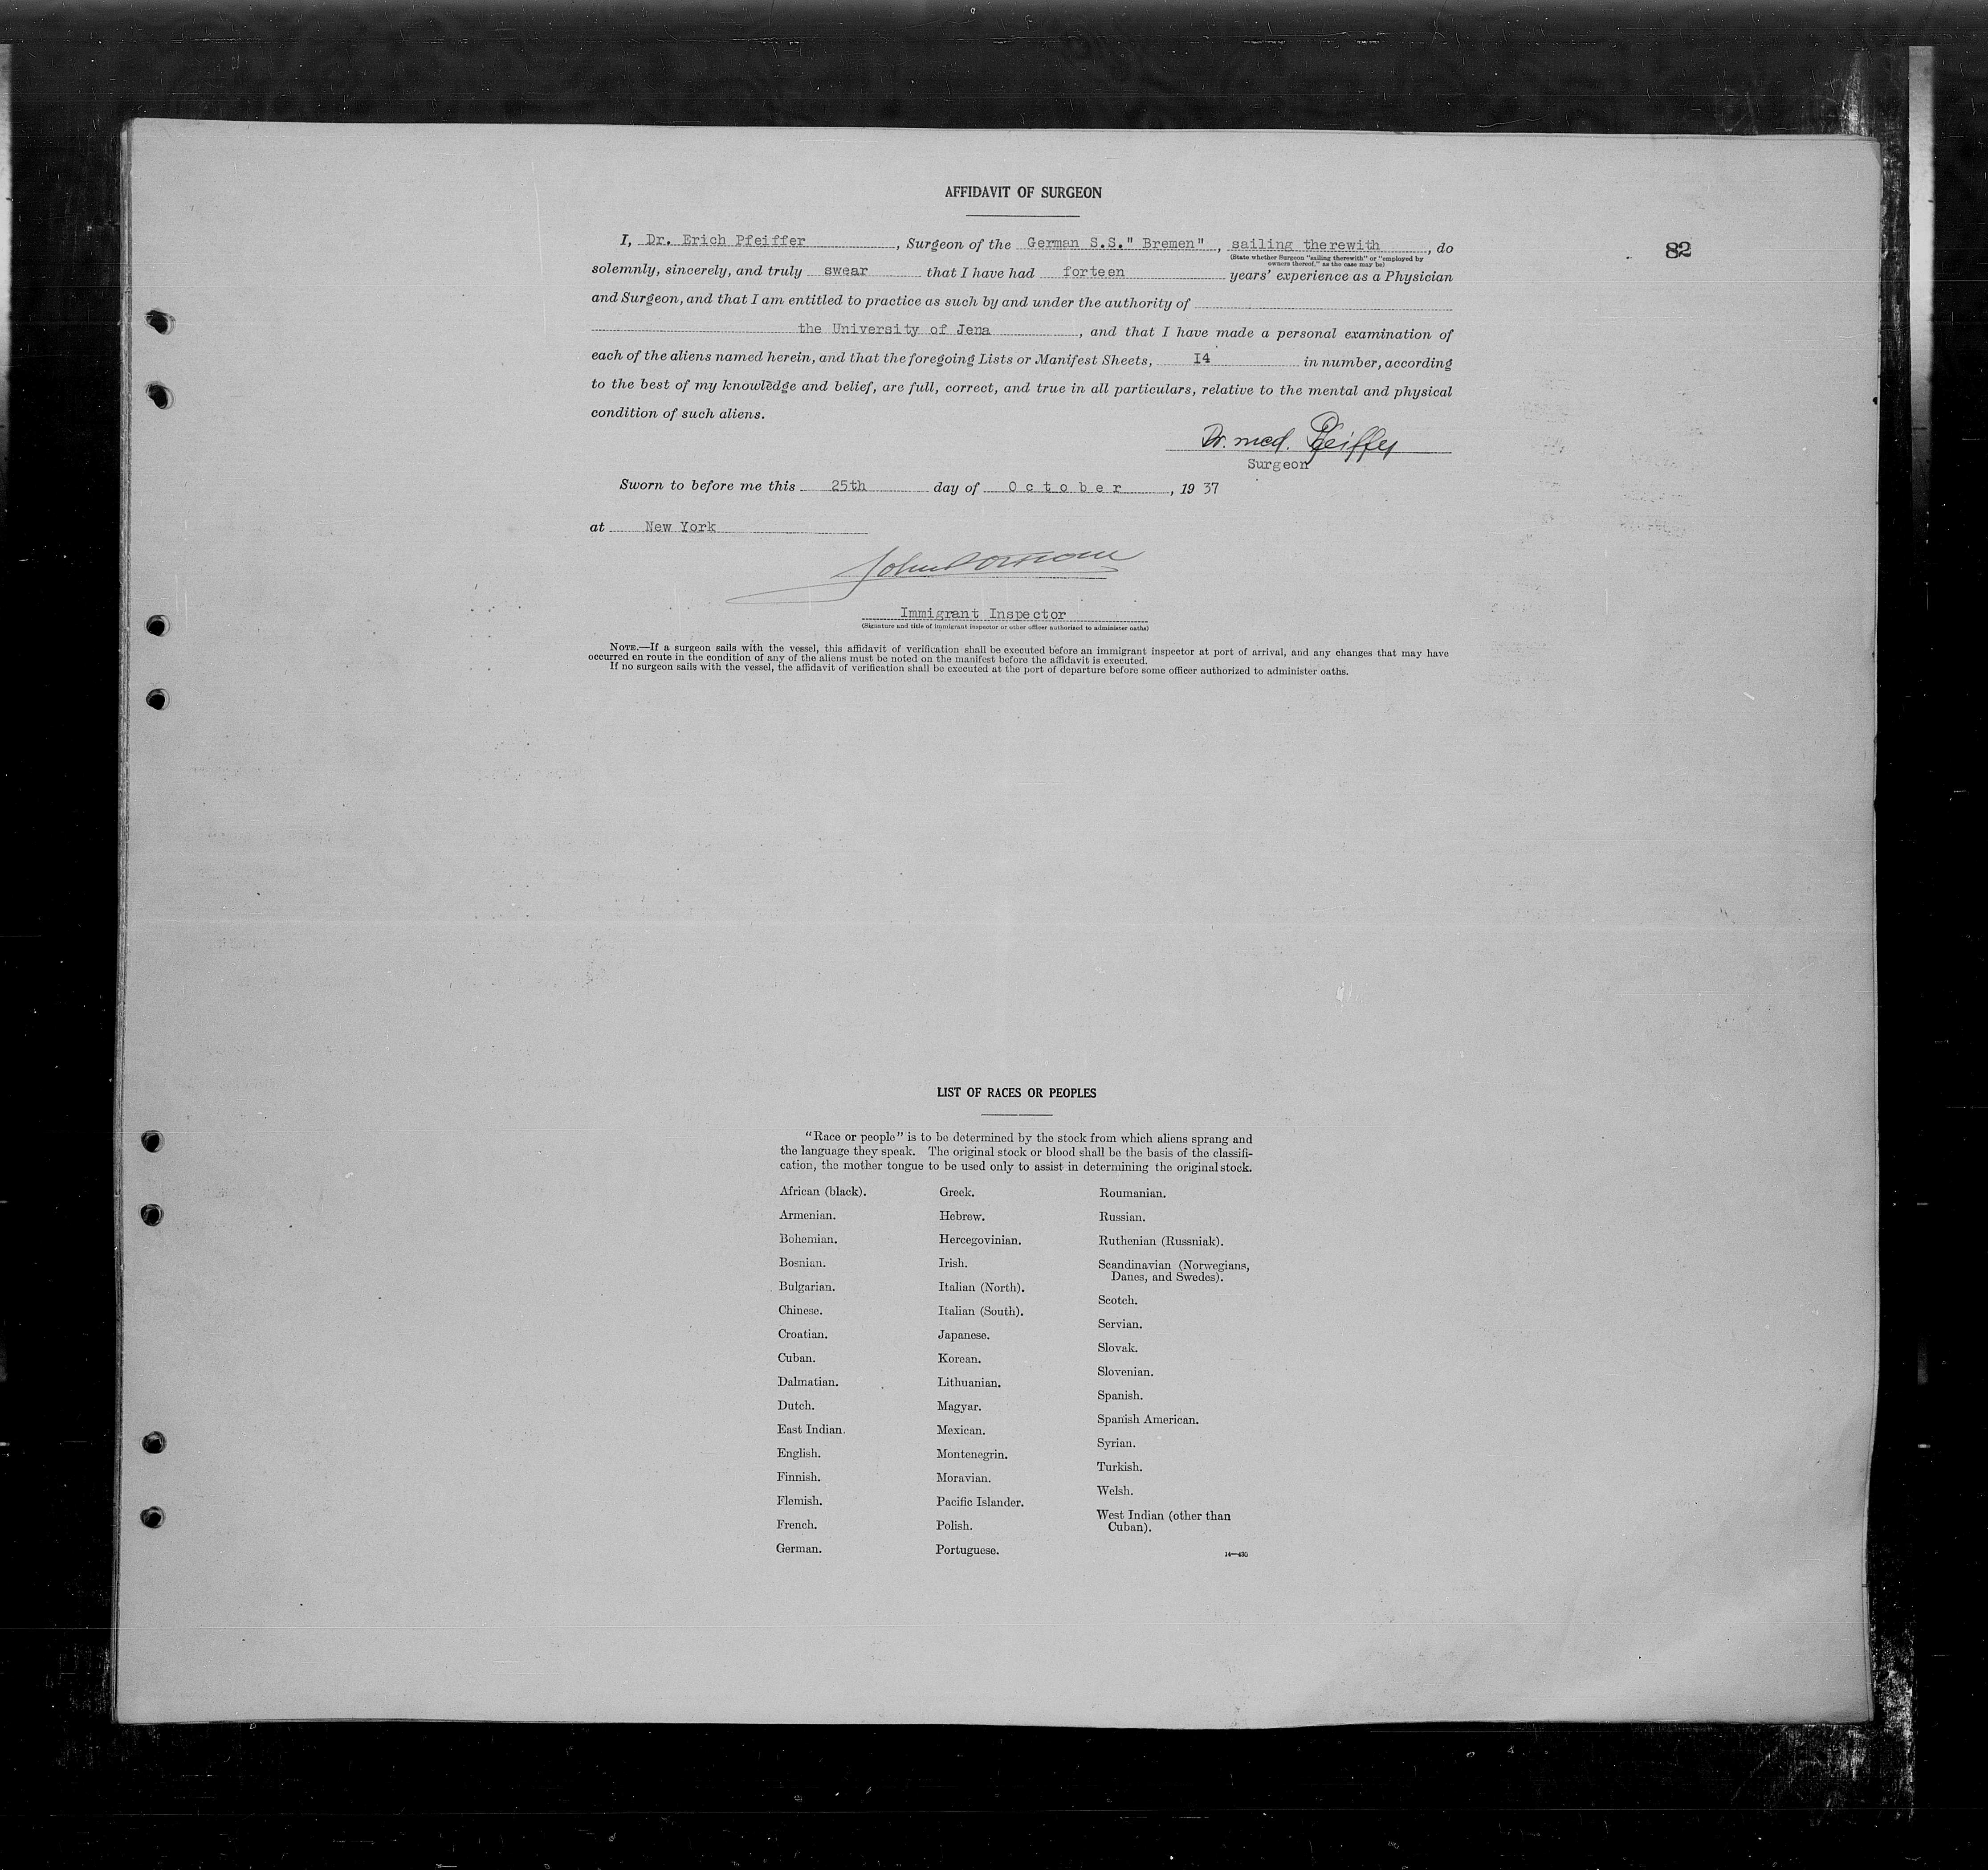 AFFIDAVIT OF SURGEON
82
I, Dr. Erich Pfeiffer, Surgeon of the German S.S." Bremen", sailing therewith, do
(State whether Surgeon "sailing therewith" or "employed by
owners thereof," as the case may be)
solemnly, sincerely, and truly swear that I have had forteen years' experience as a Physician
and Surgeon, and that I am entitled to practice as such by and under the authority of
the University of Jena, and that I have made a personal examination of
each of the aliens named herein, and that the foregoing Lists or Manifest Sheets, I4 in number, according
to the best of my knowledge and belief, are full, correct, and true in all particulars, relative to the mental and physical
condition of such aliens.
Dr. med. Pfeiffer
Surgeon
Sworn to before me this 25th day of October, 19 37
at New York
Immigrant Inspector
(Signature and title of immigrant inspector or other officer authorized to administer oaths)
NOTE.—If a surgeon sails with the vessel, this affidavit of verification shall be executed before an immigrant inspector at port of arrival, and any changes that may have
occurred en route in the condition of any of the aliens must be noted on the manifest before the affidavit is executed.
If no surgeon sails with the vessel, the affidavit of verification shall be executed at the port of departure before some officer authorized to administer oaths.
LIST OF RACES OR PEOPLES
"Race or people" is to be determined by the stock from which aliens sprang and
the language they speak. The original stock or blood shall be the basis of the classifi-
cation, the mother tongue to be used only to assist in determining the original stock.
African (black).
Armenian.
Bohemian.
Bosnian.
Bulgarian.
Chinese.
Croatian.
Cuban.
Dalmatian.
Dutch.
East Indian.
English.
Finnish.
Flemish.
French.
German.
Greek.
Hebrew.
Hercegovinian.
Irish.
Italian (North).
Italian (South).
Japanese.
Korean.
Lithuanian.
Magyar.
Mexican.
Montenegrin.
Moravian.
Pacific Islander.
Polish.
Portuguese.
Roumanian.
Russian.
Ruthenian (Russniak).
Scandinavian (Norwegians,
Danes, and Swedes).
Scotch.
Servian.
Slovak.
Slovenian.
Spanish.
Spanish American.
Syrian.
Turkish.
Welsh.
West Indian (other than
Cuban).
14—430